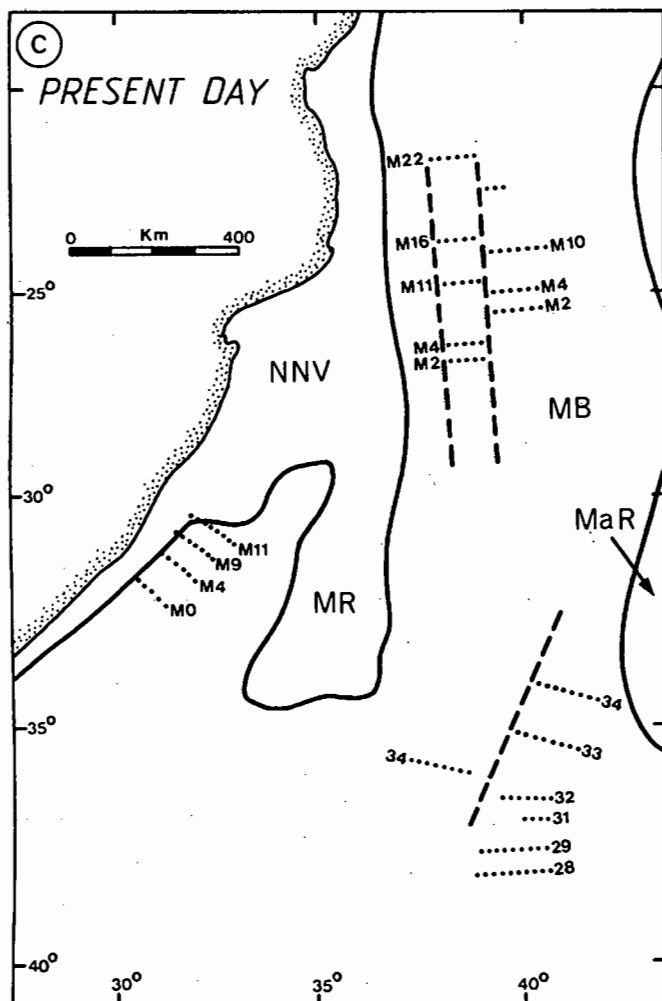 C
PRESENT DAY
0 Km 400
M22
M16
M10
M11
M4
M2
M4
M2
25°
NNV
MB
30°
MaR
M11
M9
M4
M0
MR
34
33
34
32
31
29
28
35°
40°
30° 35° 40°